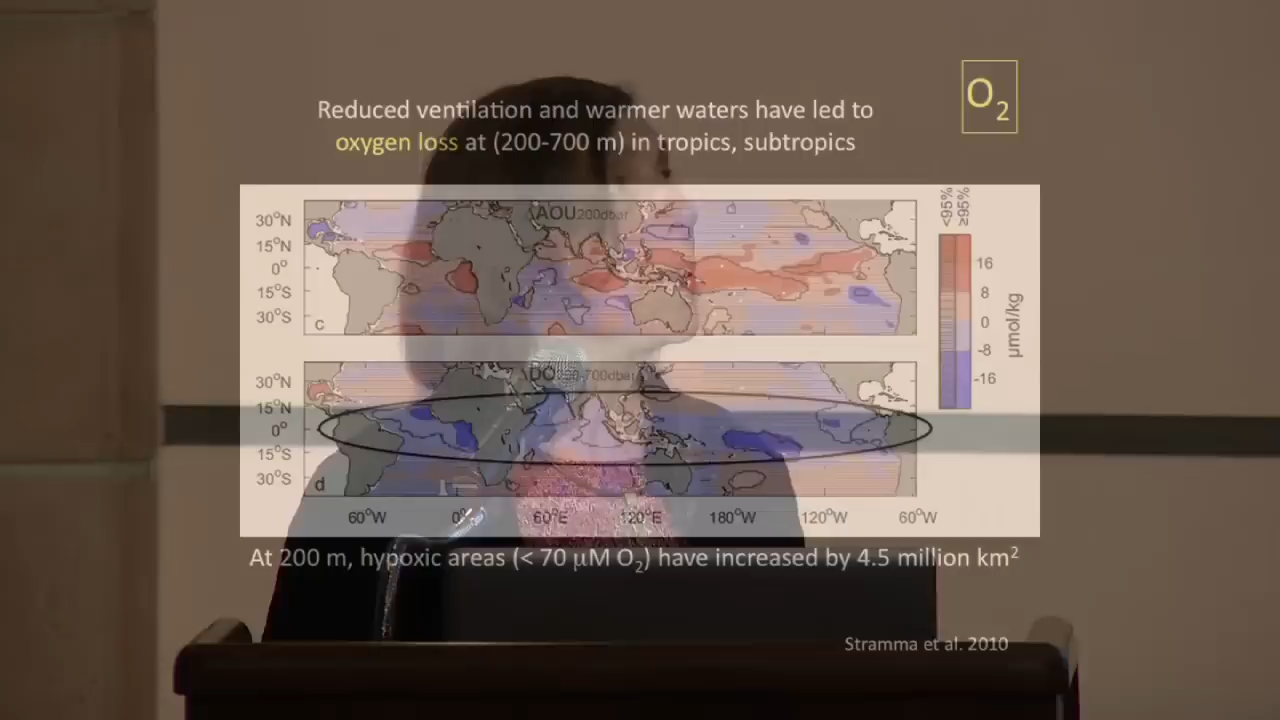 Reduced ventilation and warmer waters have led to
oxygen loss at (200-700 m) in tropics, subtropics
O2
<95%
≥95%
ΔAOU200dbar
30°N
15°N
0°
15°S
30°S
c
16
8
0
-8
-16
µmol/kg
ΔDO200-700dbar
30°N
15°N
0°
15°S
30°S
d
60°W
0°
60°E
120°E
180°W
120°W
60°W
At 200 m, hypoxic areas (< 70 µM O2) have increased by 4.5 million km2
Stramma et al. 2010